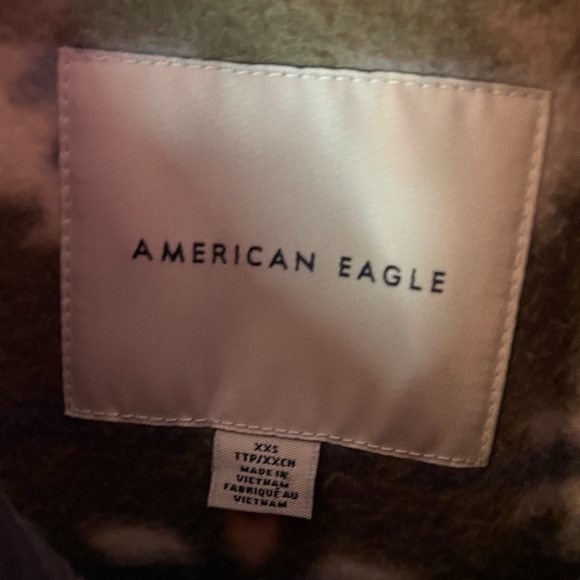 AMERICAN EAGLE
XXS
TTP/XXCH
MADE IN
VIETNAM
FABRIQUÉ AU
VIETNAM